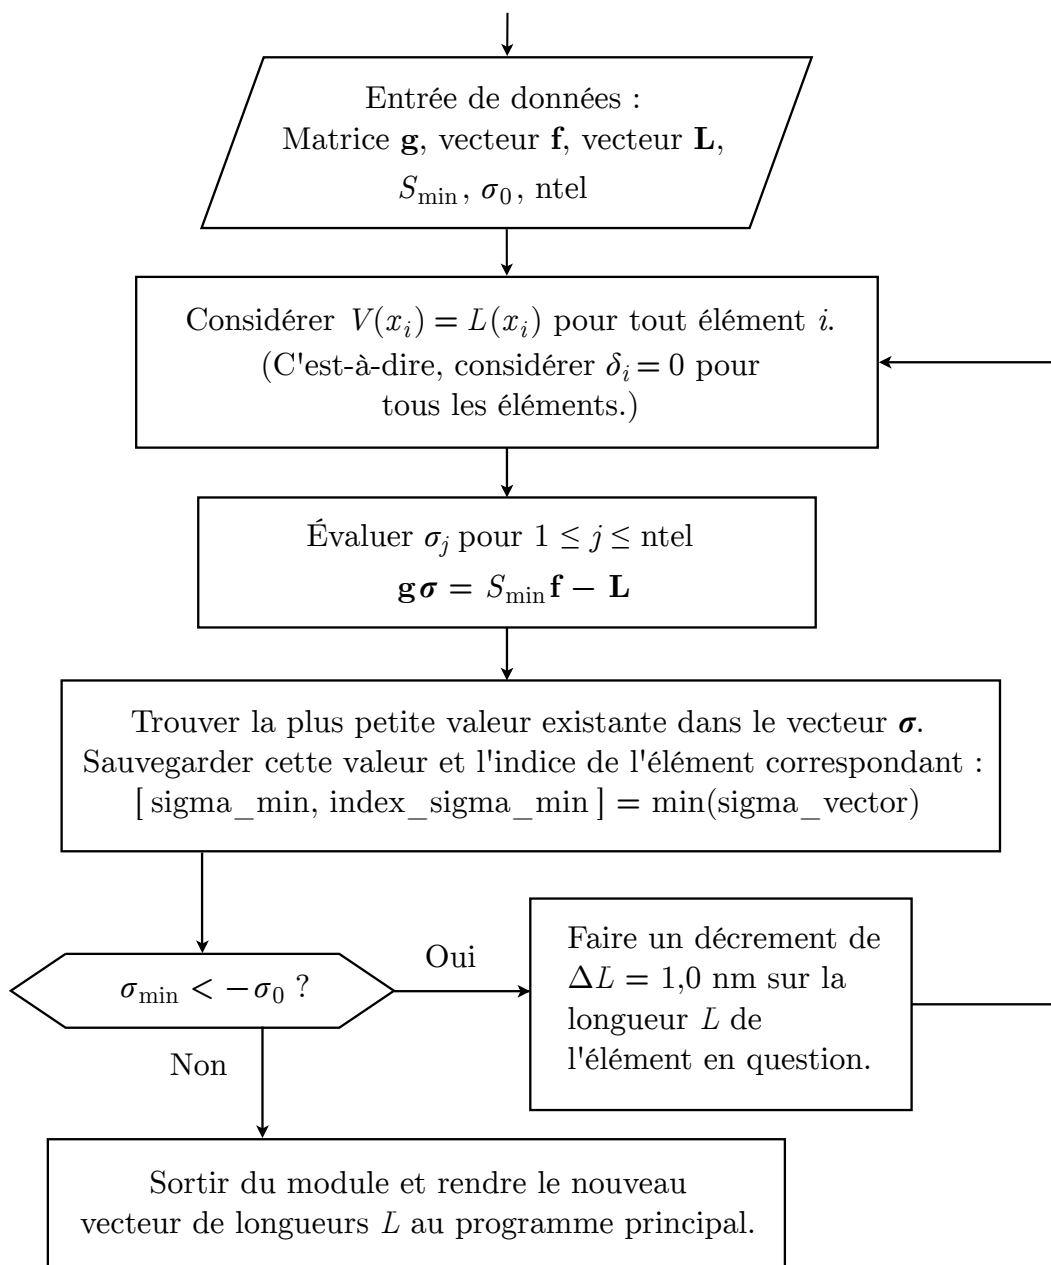 Entrée de données :
Matrice g, vecteur f, vecteur L,
S_min, σ_0, ntel
Considérer V(x_i) = L(x_i) pour tout élément i.
(C'est-à-dire, considérer δ_i = 0 pour
tous les éléments.)
Évaluer σ_j pour 1 ≤ j ≤ ntel
gσ = S_min f − L
Trouver la plus petite valeur existante dans le vecteur σ.
Sauvegarder cette valeur et l'indice de l'élément correspondant :
[ sigma_min, index_sigma_min ] = min(sigma_vector)
σ_min < −σ_0 ?
Oui
Faire un décrement de
ΔL = 1,0 nm sur la
longueur L de
l'élément en question.
Non
Sortir du module et rendre le nouveau
vecteur de longueurs L au programme principal.